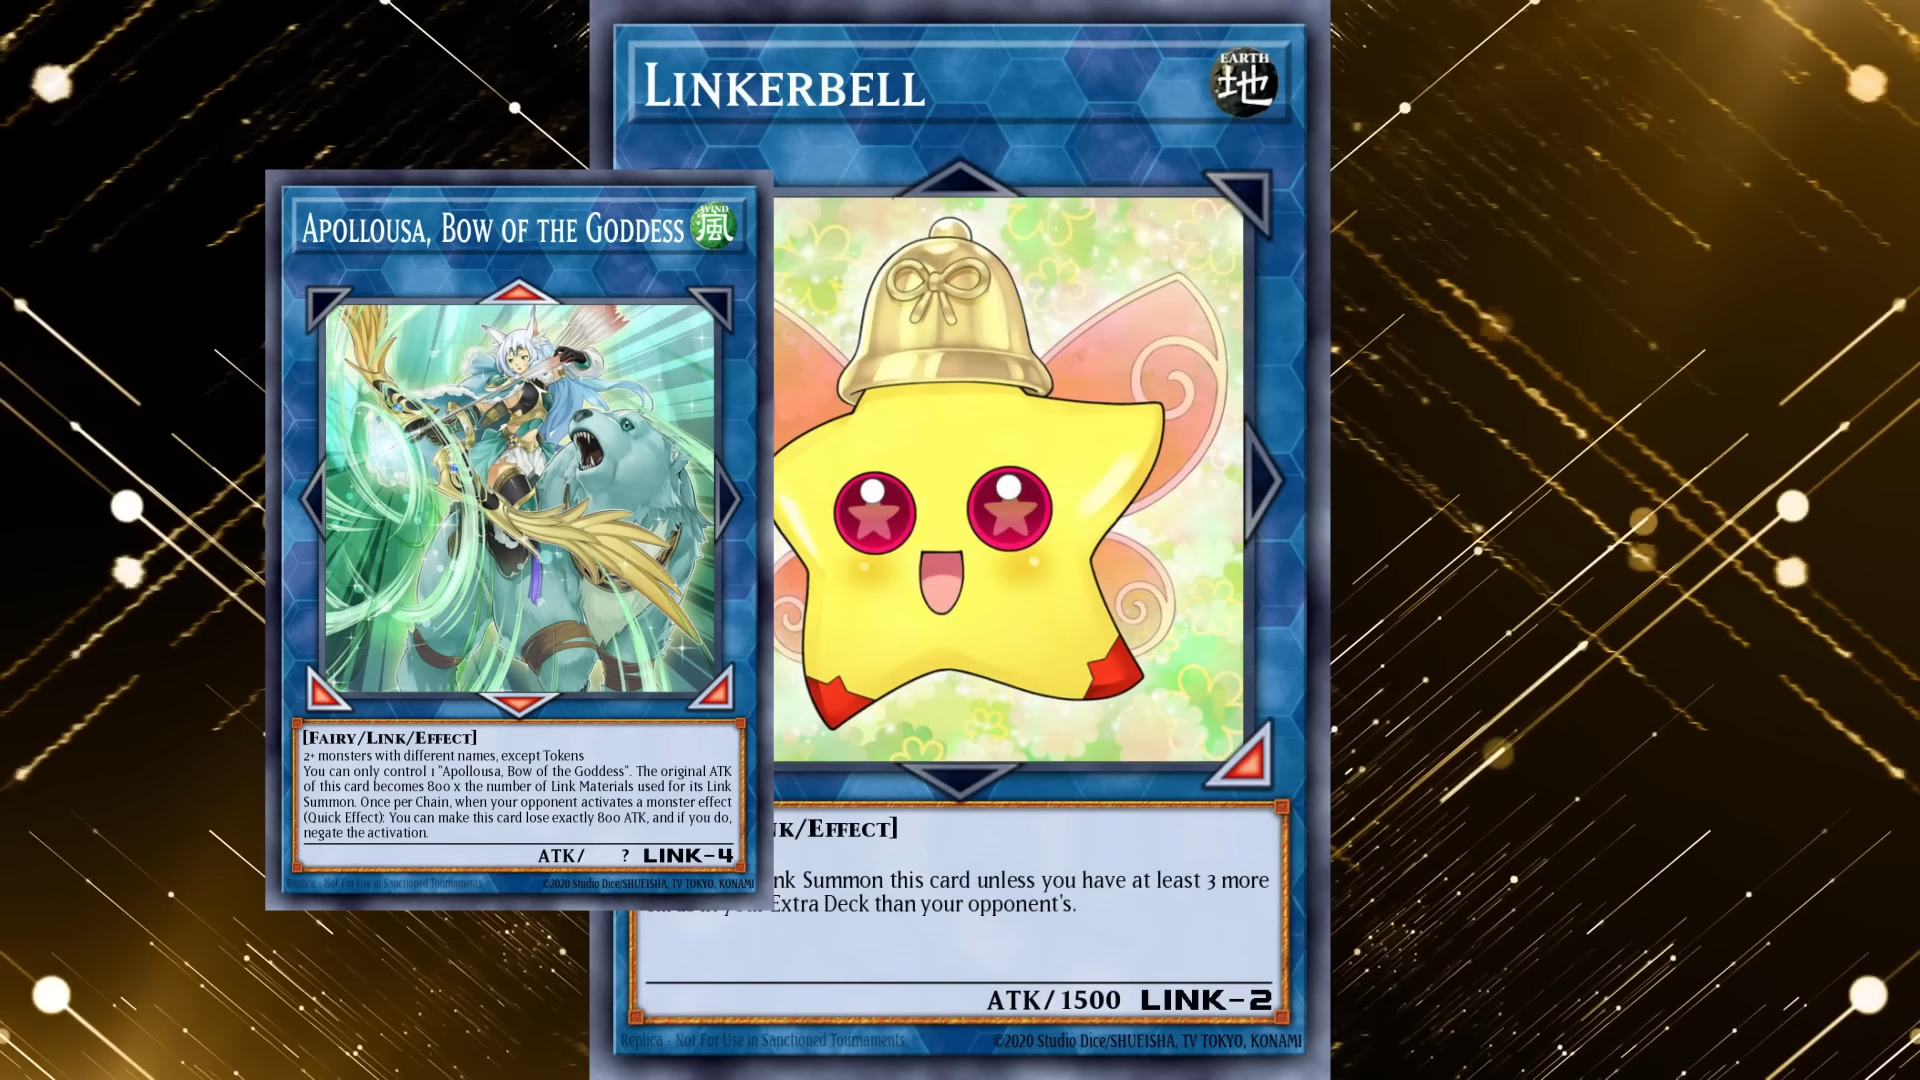 LINKERBELL
EARTH
地
APOLLOUSA, BOW OF THE GODDESS
WIND
風
[FAIRY/LINK/EFFECT]
2+ monsters with different names, except Tokens
You can only control 1 "Apollousa, Bow of the Goddess". The original ATK
of this card becomes 800 x the number of Link Materials used for its Link
Summon. Once per Chain, when your opponent activates a monster effect
(Quick Effect): You can make this card lose exactly 800 ATK, and if you do,
negate the activation.
ATK/ ? LINK-4
Replica - Not For Use in Sanctioned Tournaments
©2020 Studio Dice/SHUEISHA, TV TOKYO, KONAMI
/EFFECT]
Summon this card unless you have at least 3 more
Extra Deck than your opponent's.
ATK/1500 LINK-2
Replica - Not For Use in Sanctioned Tournaments
©2020 Studio Dice/SHUEISHA, TV TOKYO, KONAMI